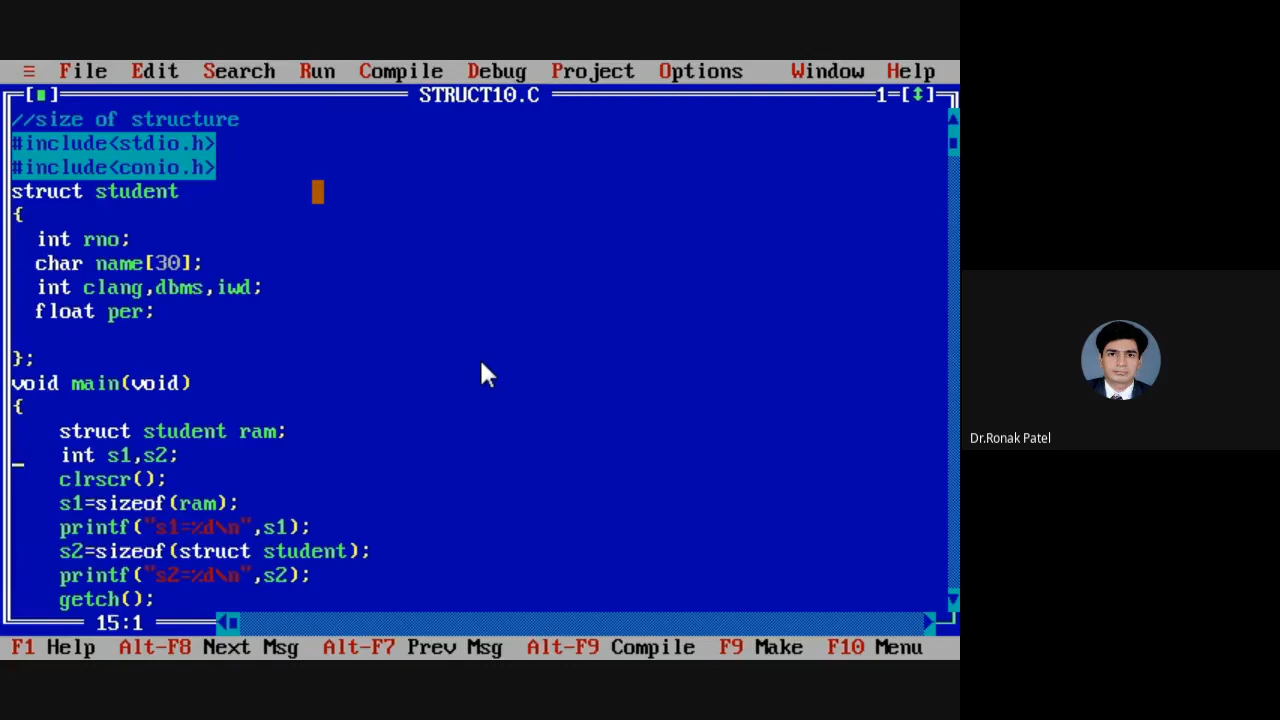 ≡ File Edit Search Run Compile Debug Project Options Window Help
[■] STRUCT10.C 1=[↕]
//size of structure
#include<stdio.h>
#include<conio.h>
struct student
{
int rno;
char name[30];
int clang,dbms,iwd;
float per;
};
void main(void)
{
struct student ram;
int s1,s2;
clrscr();
s1=sizeof(ram);
printf("s1=%d\n",s1);
s2=sizeof(struct student);
printf("s2=%d\n",s2);
getch();
15:1
F1 Help Alt-F8 Next Msg Alt-F7 Prev Msg Alt-F9 Compile F9 Make F10 Menu
Dr.Ronak Patel